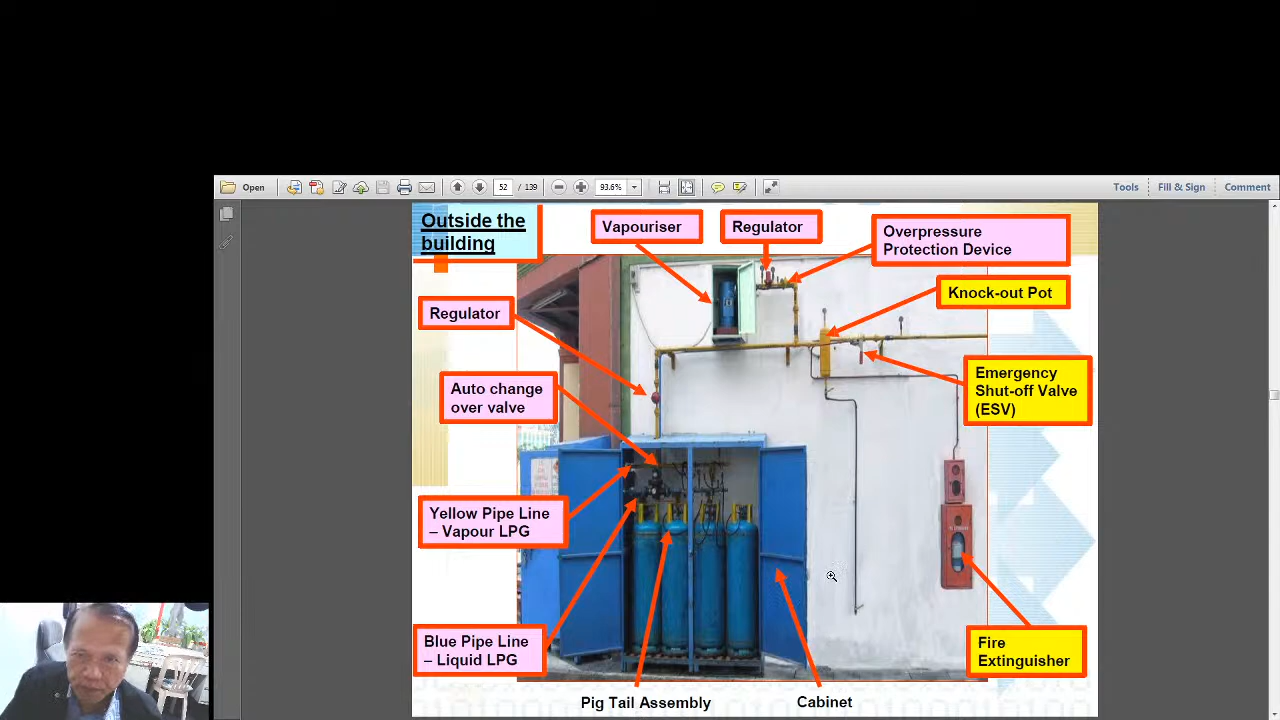 Open
52
/ 139
93.6%
Tools
Fill & Sign
Comment
Outside the
building
Vapouriser
Regulator
Overpressure
Protection Device
Knock-out Pot
Regulator
Emergency
Shut-off Valve
(ESV)
Auto change
over valve
Yellow Pipe Line
– Vapour LPG
Blue Pipe Line
– Liquid LPG
Fire
Extinguisher
Pig Tail Assembly
Cabinet